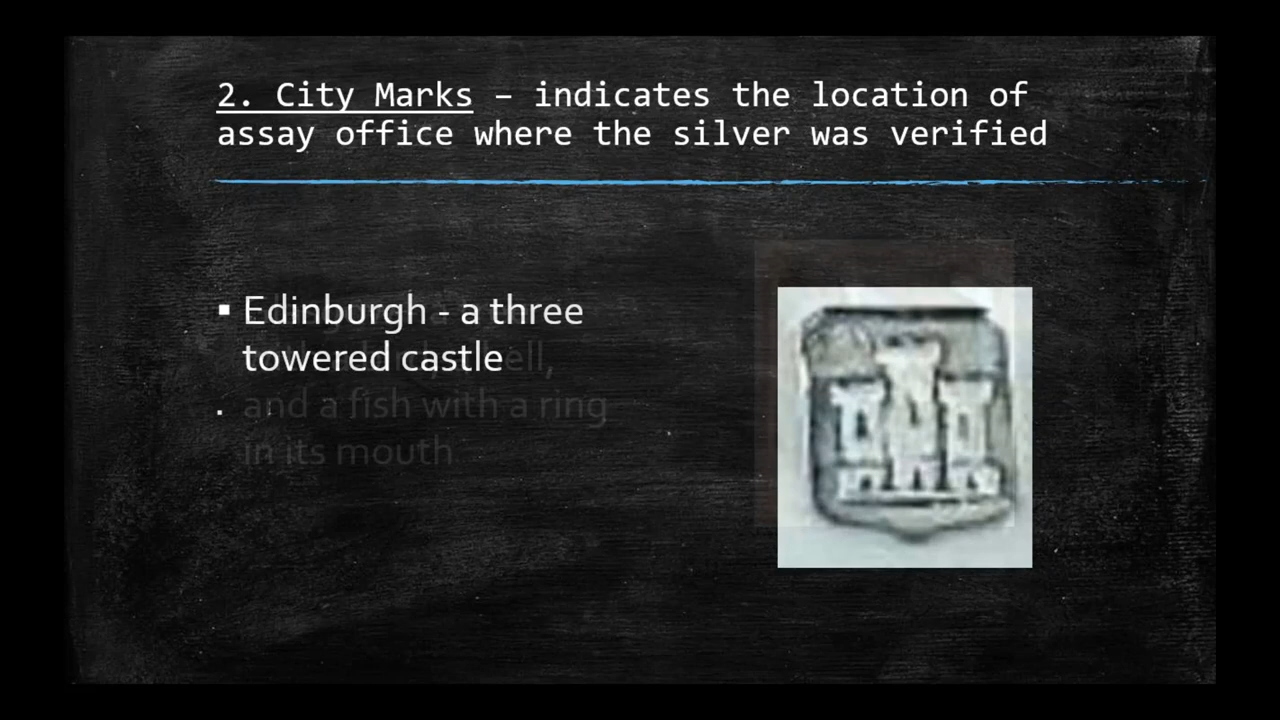 2. City Marks – indicates the location of
assay office where the silver was verified
▪ Edinburgh - a three
towered castle
and a fish with a ring
in its mouth